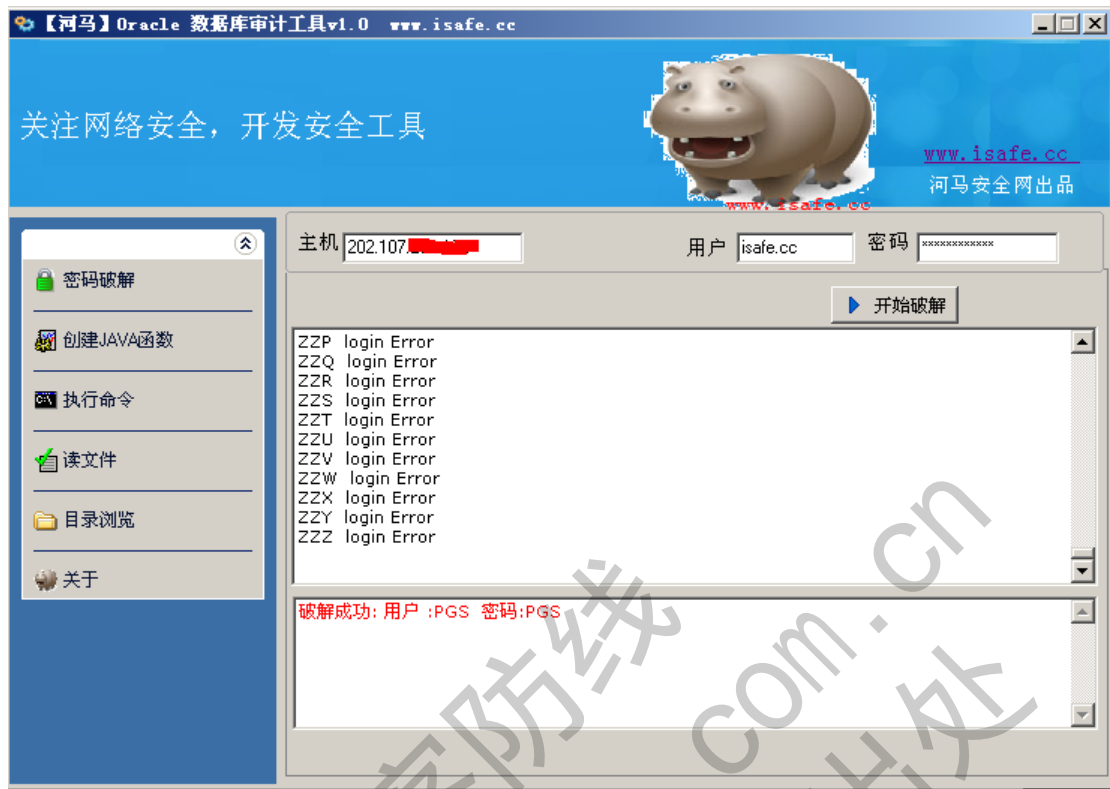 【河马】Oracle 数据库审计工具v1.0 www.isafe.cc
关注网络安全，开发安全工具
www.isafe.cc
河马安全网出品
www.isafe.cc
主机 202.107.
用户 isafe.cc
密码 ************
密码破解
创建JAVA函数
执行命令
读文件
目录浏览
关于
开始破解
ZZP login Error
ZZQ login Error
ZZR login Error
ZZS login Error
ZZT login Error
ZZU login Error
ZZV login Error
ZZW login Error
ZZX login Error
ZZY login Error
ZZZ login Error
破解成功: 用户 :PGS 密码:PGS
客防线
com.cn
出处